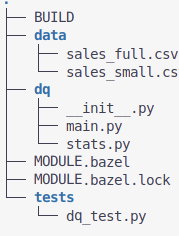 .
├── BUILD
├── data
│   ├── sales_full.csv
│   └── sales_small.cs
├── dq
│   ├── __init__.py
│   ├── main.py
│   └── stats.py
├── MODULE.bazel
├── MODULE.bazel.lock
└── tests
    └── dq_test.py